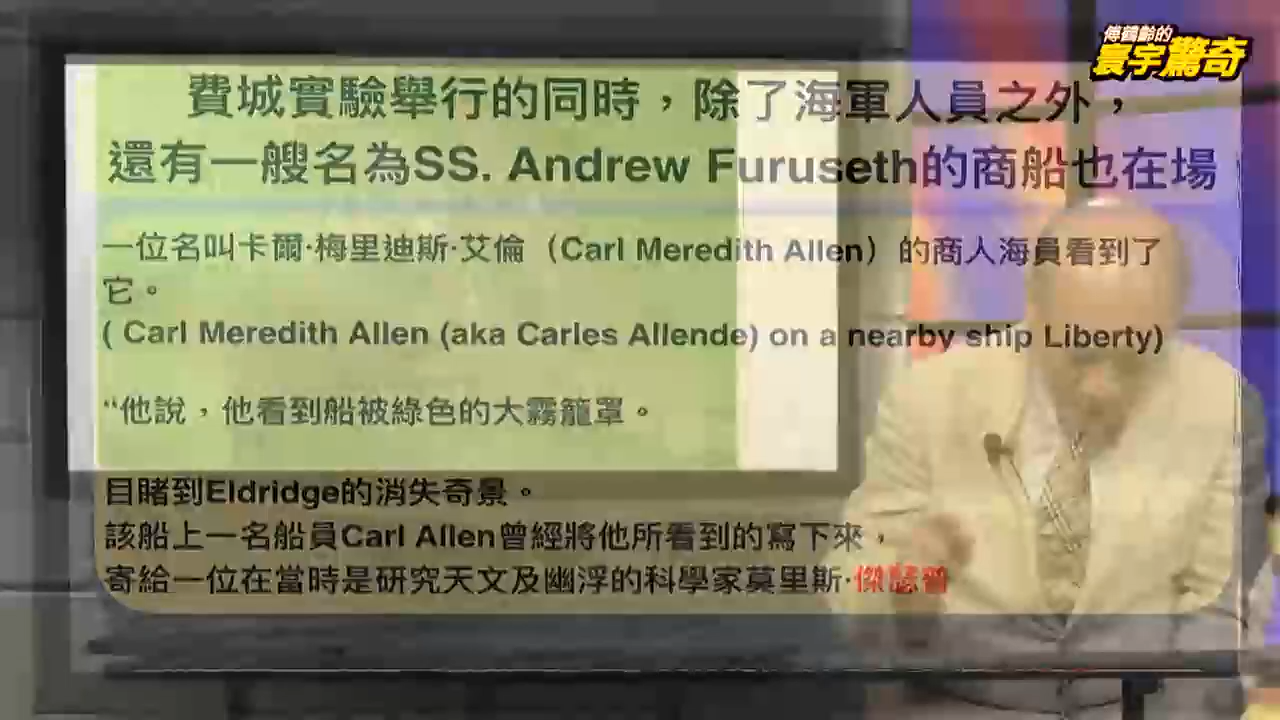 傅鶴齡的
寰宇驚奇
費城實驗舉行的同時，除了海軍人員之外，
還有一艘名為SS. Andrew Furuseth的商船也在場
一位名叫卡爾·梅里迪斯·艾倫（Carl Meredith Allen）的商人海員看到了
它。
( Carl Meredith Allen (aka Carles Allende) on a nearby ship Liberty)
“他說，他看到船被綠色的大霧籠罩。
目睹到Eldridge的消失奇景。
該船上一名船員Carl Allen曾經將他所看到的寫下來，
寄給一位在當時是研究天文及幽浮的科學家莫里斯·傑瑟普